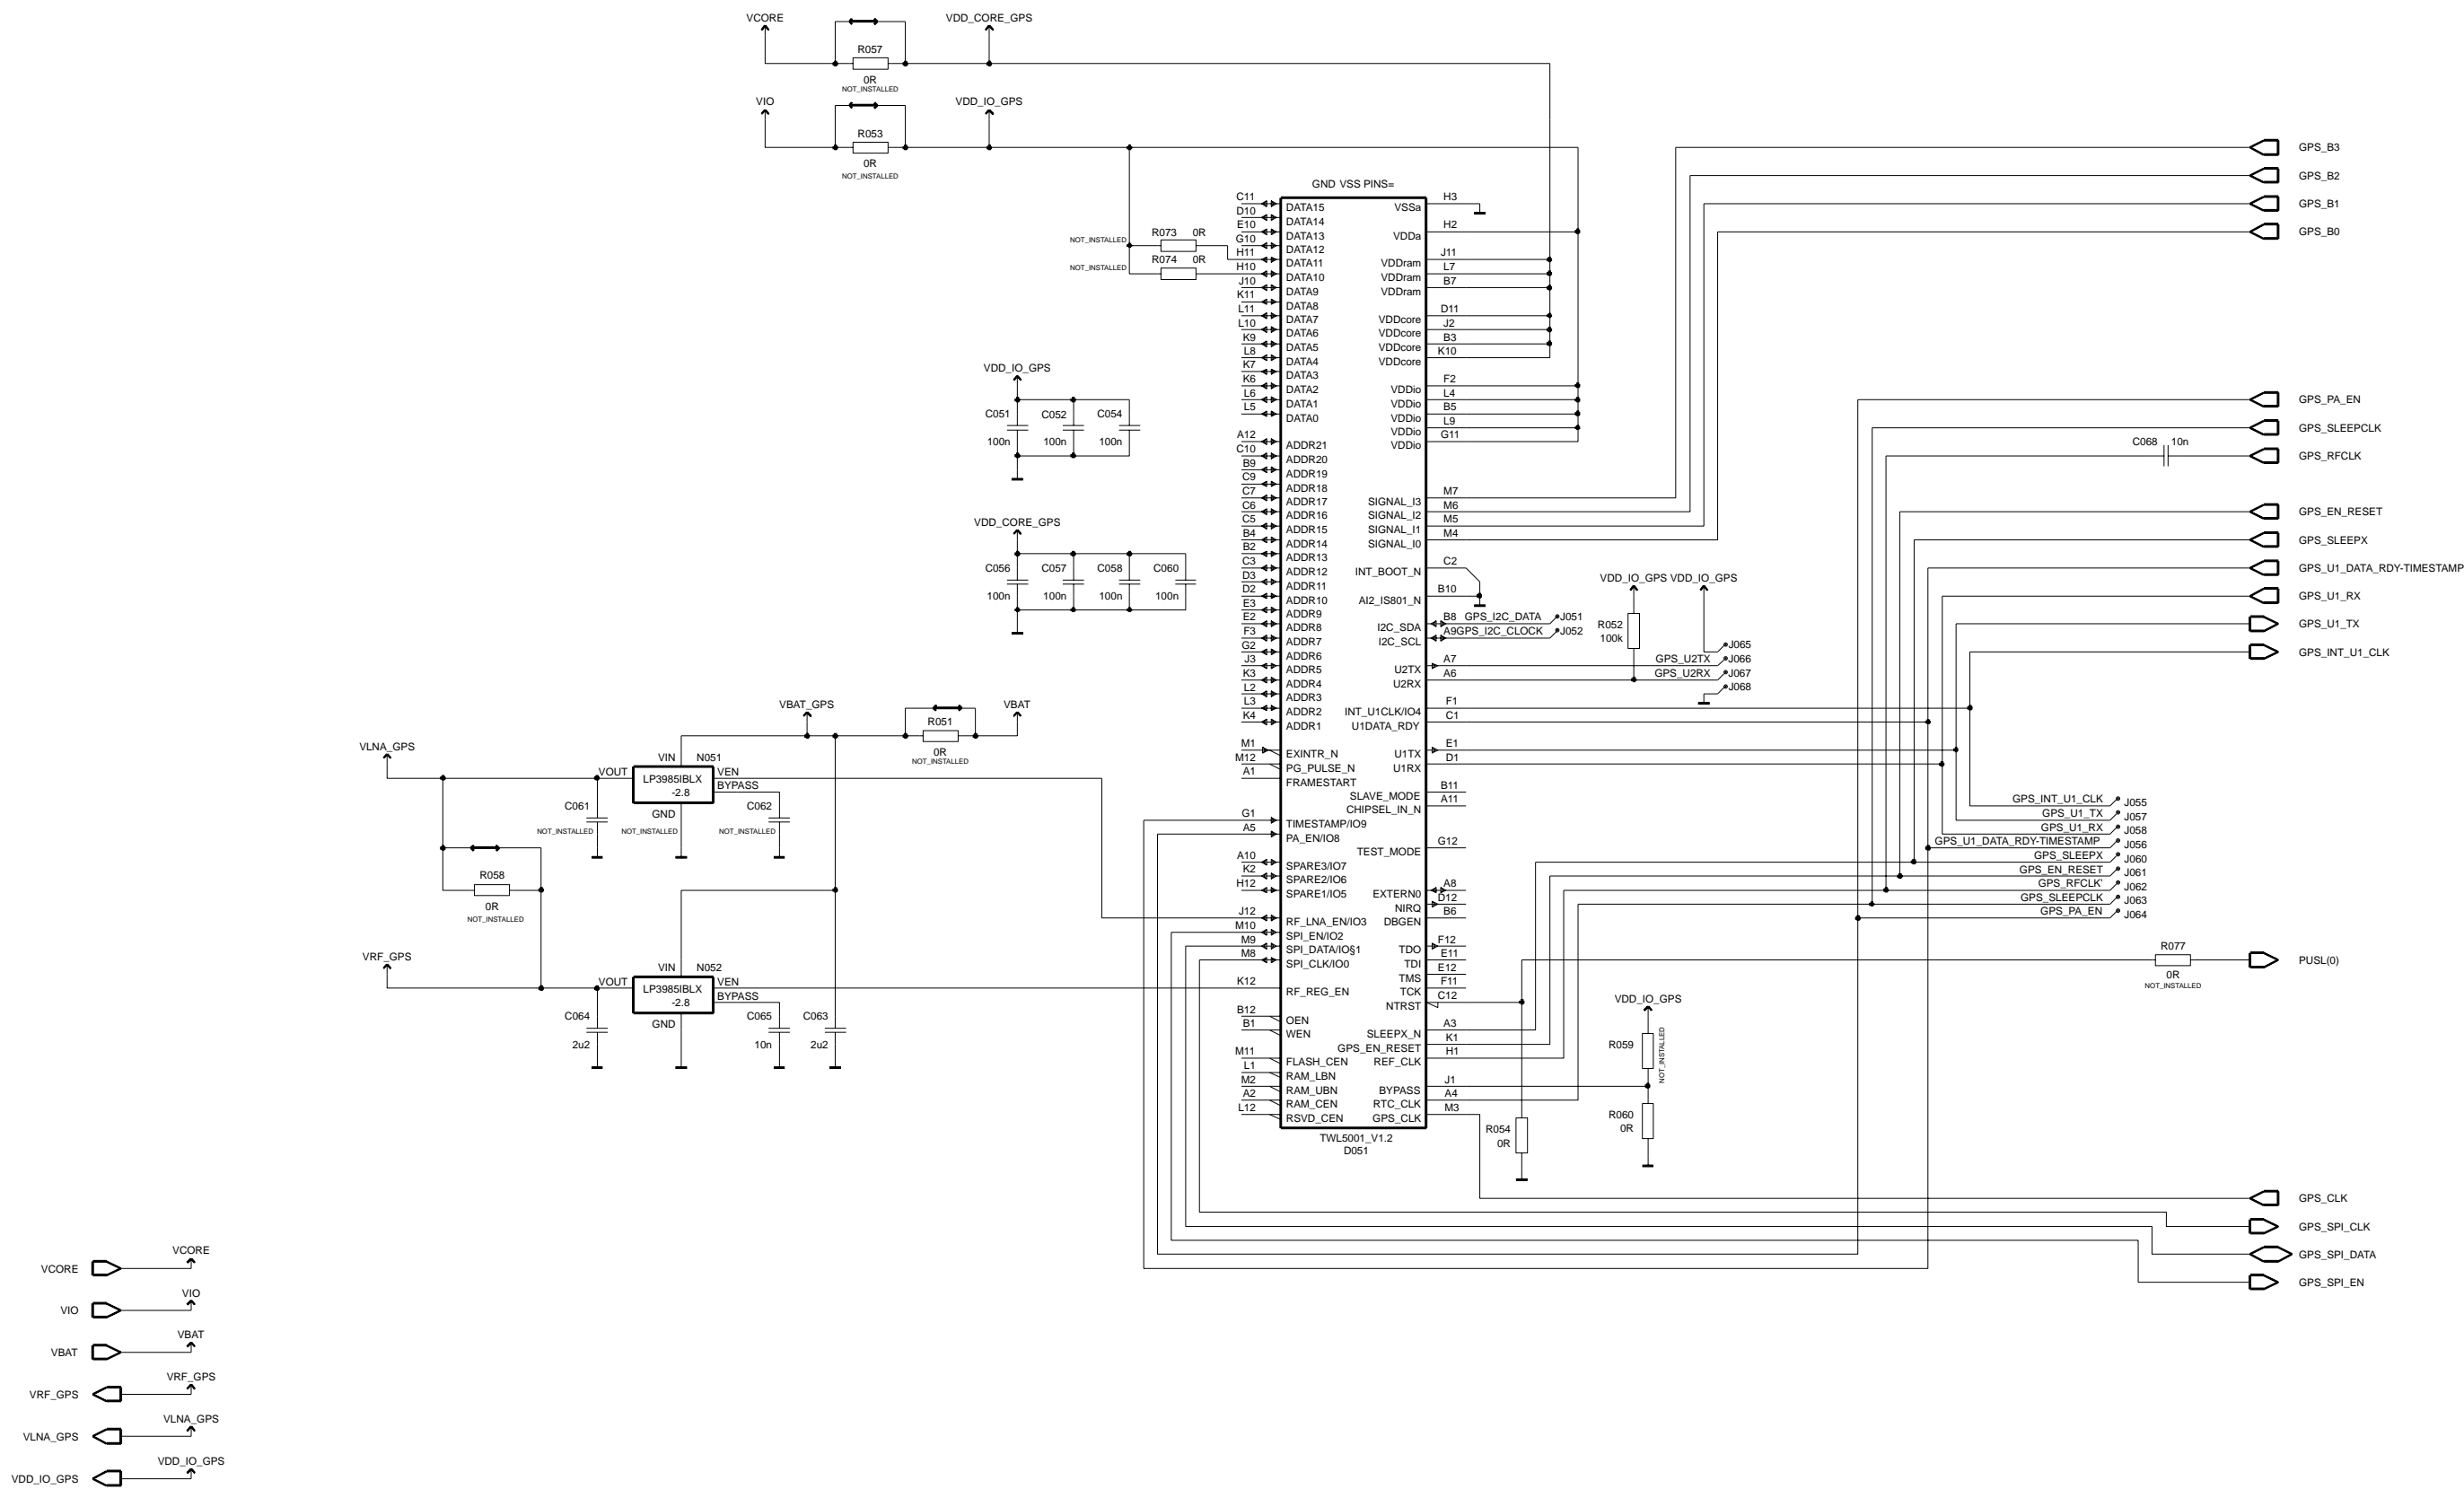 VCORE
VDD_CORE_GPS
R057
0R
NOT_INSTALLED
VIO
VDD_IO_GPS
R053
0R
NOT_INSTALLED
GND VSS PINS=
C11 DATA15
D10 DATA14
E10 DATA13
G10 DATA12
H11 DATA11
H10 DATA10
J10 DATA9
K11 DATA8
L11 DATA7
L10 DATA6
K9 DATA5
L8 DATA4
K7 DATA3
K6 DATA2
L6 DATA1
L5 DATA0
NOT_INSTALLED R073 0R
NOT_INSTALLED R074 0R
A12 ADDR21
C10 ADDR20
B9 ADDR19
C9 ADDR18
C7 ADDR17
C6 ADDR16
C5 ADDR15
B4 ADDR14
B2 ADDR13
C3 ADDR12
D3 ADDR11
D2 ADDR10
E3 ADDR9
E2 ADDR8
F3 ADDR7
G2 ADDR6
J3 ADDR5
K3 ADDR4
L2 ADDR3
L3 ADDR2
K4 ADDR1
M1 EXINTR_N
M12 PG_PULSE_N
A1 FRAMESTART
G1 TIMESTAMP/IO9
A5 PA_EN/IO8
A10 SPARE3/IO7
K2 SPARE2/IO6
H12 SPARE1/IO5
J12 RF_LNA_EN/IO3
M10 SPI_EN/IO2
M9 SPI_DATA/IO§1
M8 SPI_CLK/IO0
K12 RF_REG_EN
B12 OEN
B1 WEN
M11 FLASH_CEN
L1 RAM_LBN
M2 RAM_UBN
A2 RAM_CEN
L12 RSVD_CEN
VSSa H3
VDDa H2
VDDram J11
VDDram L7
VDDram B7
VDDcore D11
VDDcore J2
VDDcore B3
VDDcore K10
VDDio F2
VDDio L4
VDDio B5
VDDio L9
VDDio G11
SIGNAL_I3 M7
SIGNAL_I2 M6
SIGNAL_I1 M5
SIGNAL_I0 M4
INT_BOOT_N C2
AI2_IS801_N B10
I2C_SDA B8 GPS_I2C_DATA J051
I2C_SCL A9 GPS_I2C_CLOCK J052
U2TX A7 GPS_U2TX J066
U2RX A6 GPS_U2RX J067
J065
J068
VDD_IO_GPS VDD_IO_GPS
R052
100k
INT_U1CLK/IO4 F1
U1DATA_RDY C1
U1TX E1
U1RX D1
SLAVE_MODE B11
CHIPSEL_IN_N A11
TEST_MODE G12
EXTERN0 A8
NIRQ D12
DBGEN B6
TDO F12
TDI E11
TMS E12
TCK F11
NTRST C12
SLEEPX_N A3
GPS_EN_RESET K1
REF_CLK H1
BYPASS J1
RTC_CLK A4
GPS_CLK M3
TWL5001_V1.2
D051
VDD_IO_GPS
C051 C052 C054
100n 100n 100n
VDD_CORE_GPS
C056 C057 C058 C060
100n 100n 100n 100n
VBAT_GPS
R051
0R
NOT_INSTALLED
VBAT
VLNA_GPS
VIN N051
VOUT LP3985IBLX VEN
-2.8 BYPASS
GND
C061
NOT_INSTALLED
NOT_INSTALLED
C062
NOT_INSTALLED
R058
0R
NOT_INSTALLED
VRF_GPS
VIN N052
VOUT LP3985IBLX VEN
-2.8 BYPASS
GND
C064
2u2
C065
10n
C063
2u2
GPS_INT_U1_CLK J055
GPS_U1_TX J057
GPS_U1_RX J058
GPS_U1_DATA_RDY-TIMESTAMP J056
GPS_SLEEPX J060
GPS_EN_RESET J061
GPS_RFCLK' J062
GPS_SLEEPCLK J063
GPS_PA_EN J064
R077
0R
NOT_INSTALLED
VDD_IO_GPS
R059
NOT_INSTALLED
R060
0R
R054
0R
GPS_B3
GPS_B2
GPS_B1
GPS_B0
GPS_PA_EN
GPS_SLEEPCLK
C068 10n
GPS_RFCLK
GPS_EN_RESET
GPS_SLEEPX
GPS_U1_DATA_RDY-TIMESTAMP
GPS_U1_RX
GPS_U1_TX
GPS_INT_U1_CLK
PUSL(0)
GPS_CLK
GPS_SPI_CLK
GPS_SPI_DATA
GPS_SPI_EN
VCORE VCORE
VIO VIO
VBAT VBAT
VRF_GPS VRF_GPS
VLNA_GPS VLNA_GPS
VDD_IO_GPS VDD_IO_GPS